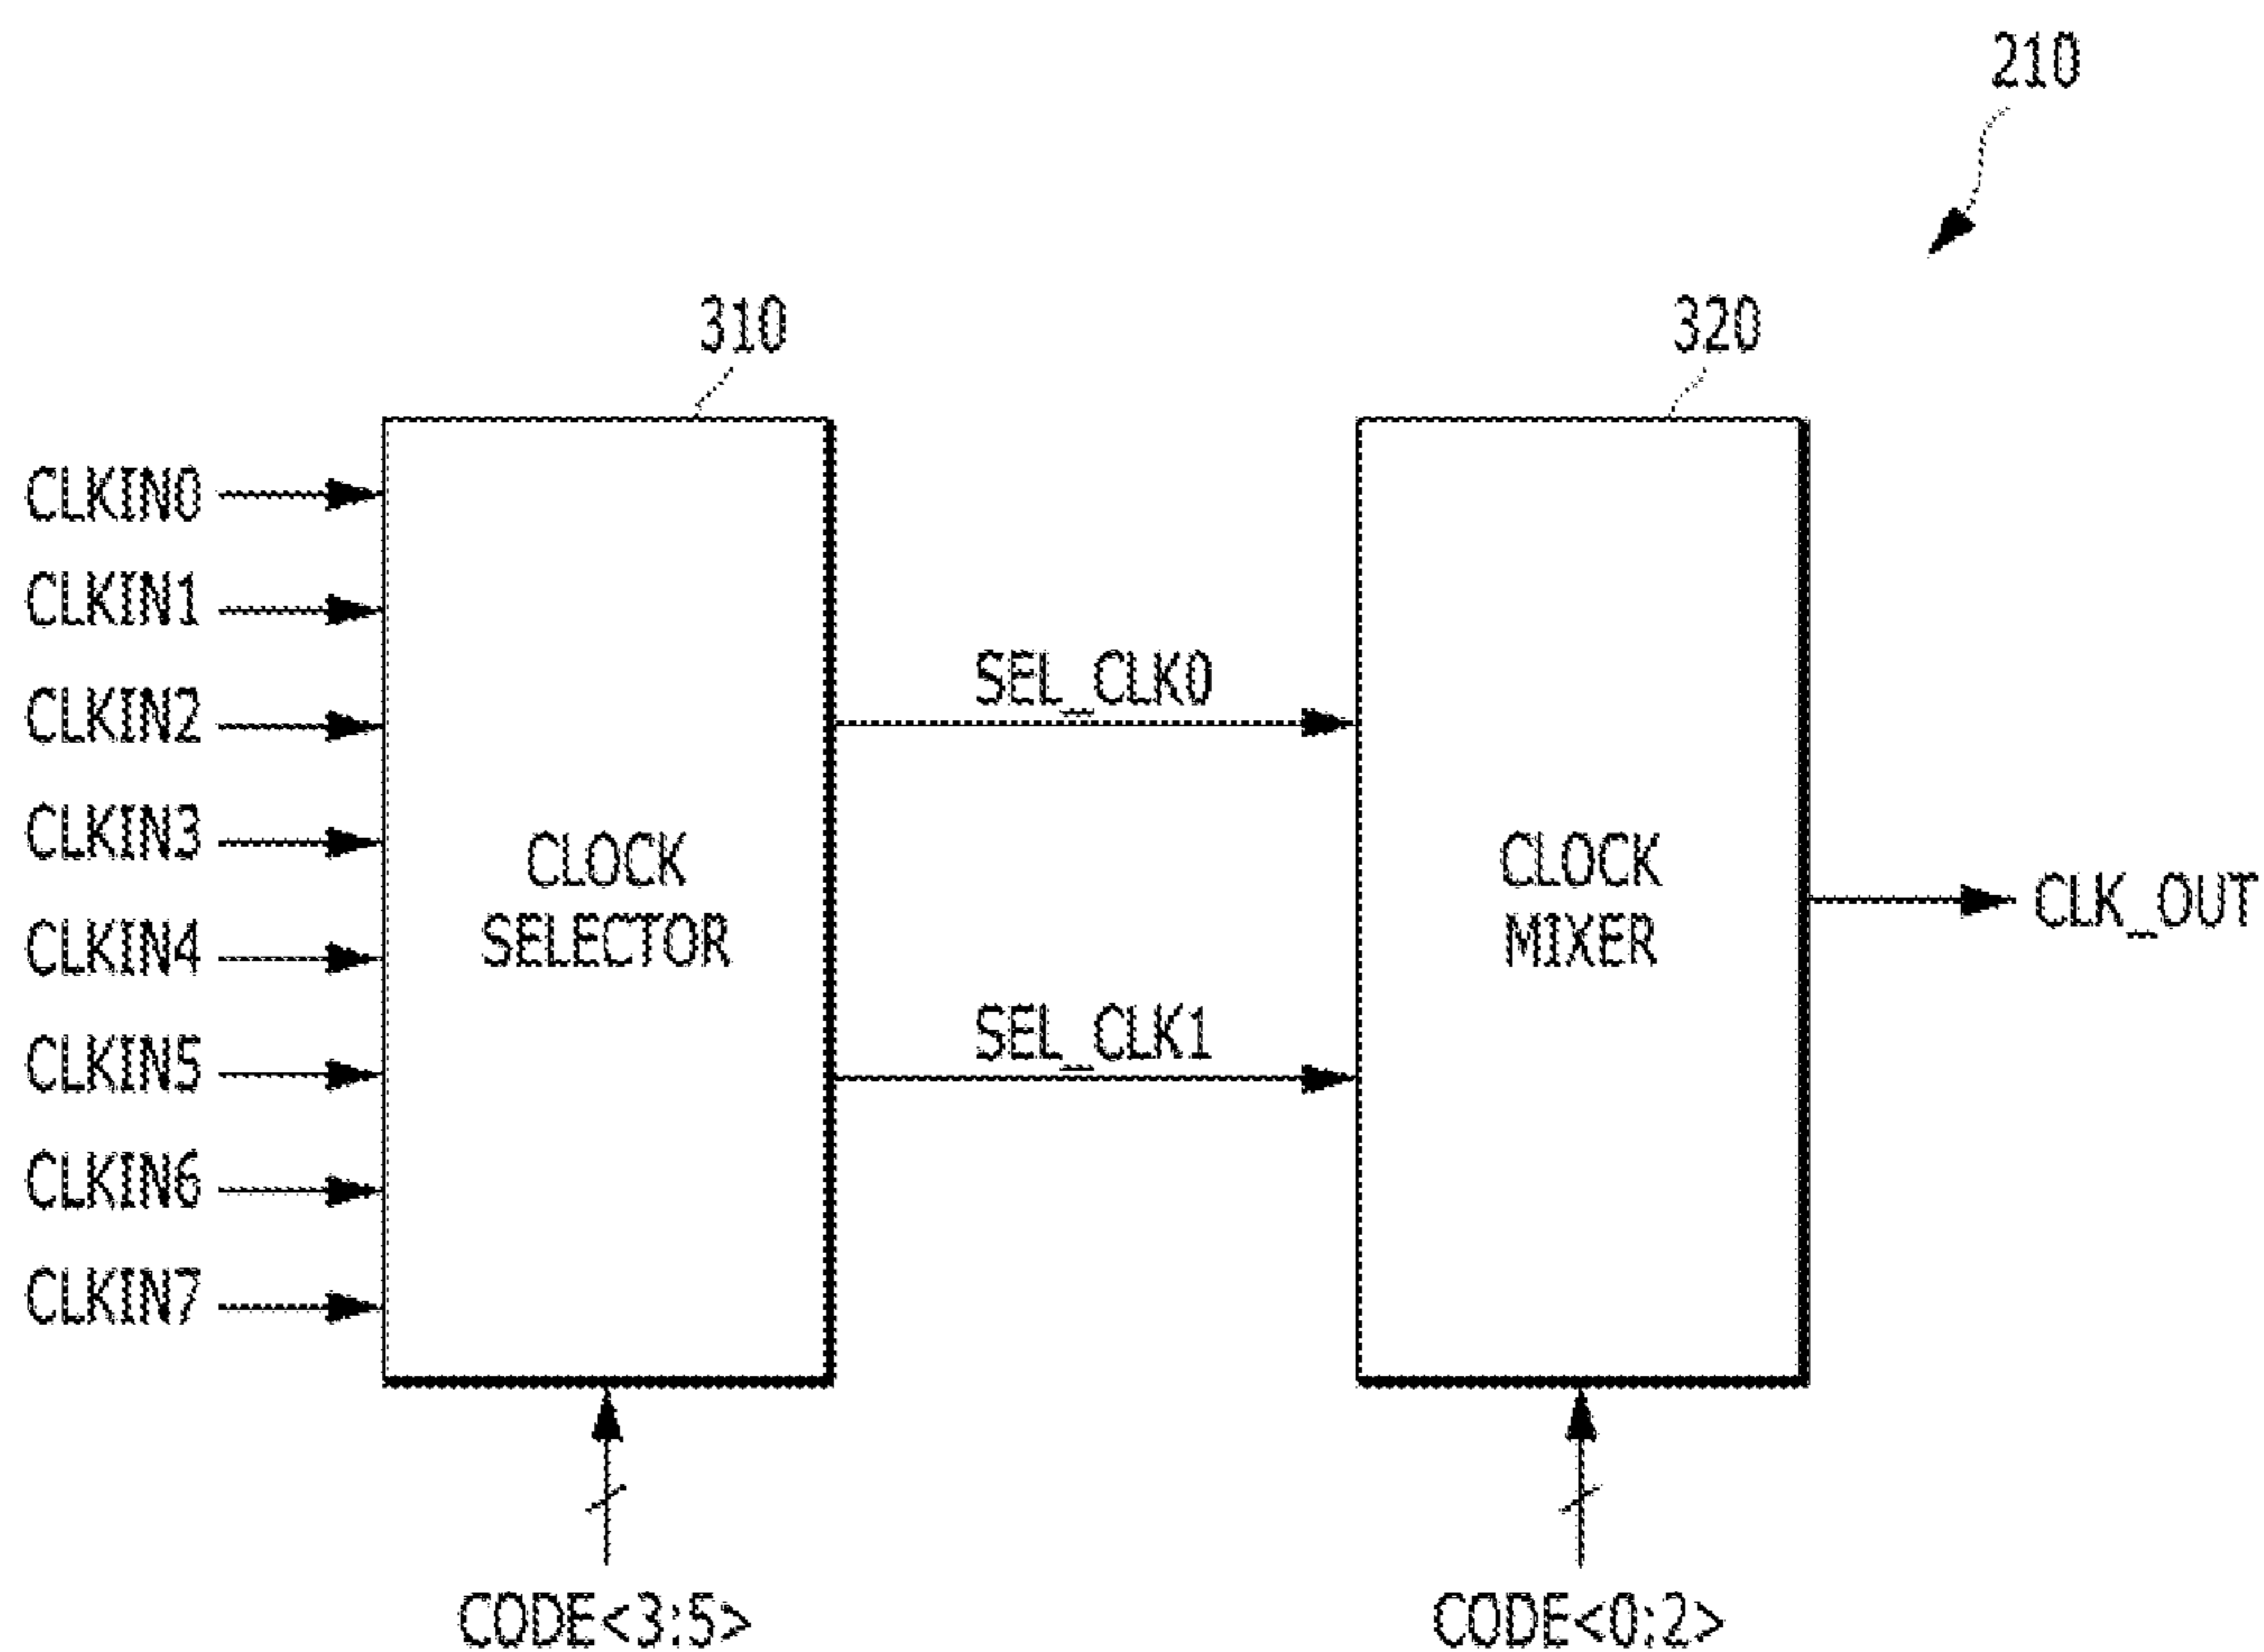 210
310
320
CLKIN0
CLKIN1
CLKIN2
CLKIN3
CLKIN4
CLKIN5
CLKIN6
CLKIN7
CLOCK
SELECTOR
SEL_CLK0
SEL_CLK1
CLOCK
MIXER
CLK_OUT
CODE<3:5>
CODE<0:2>